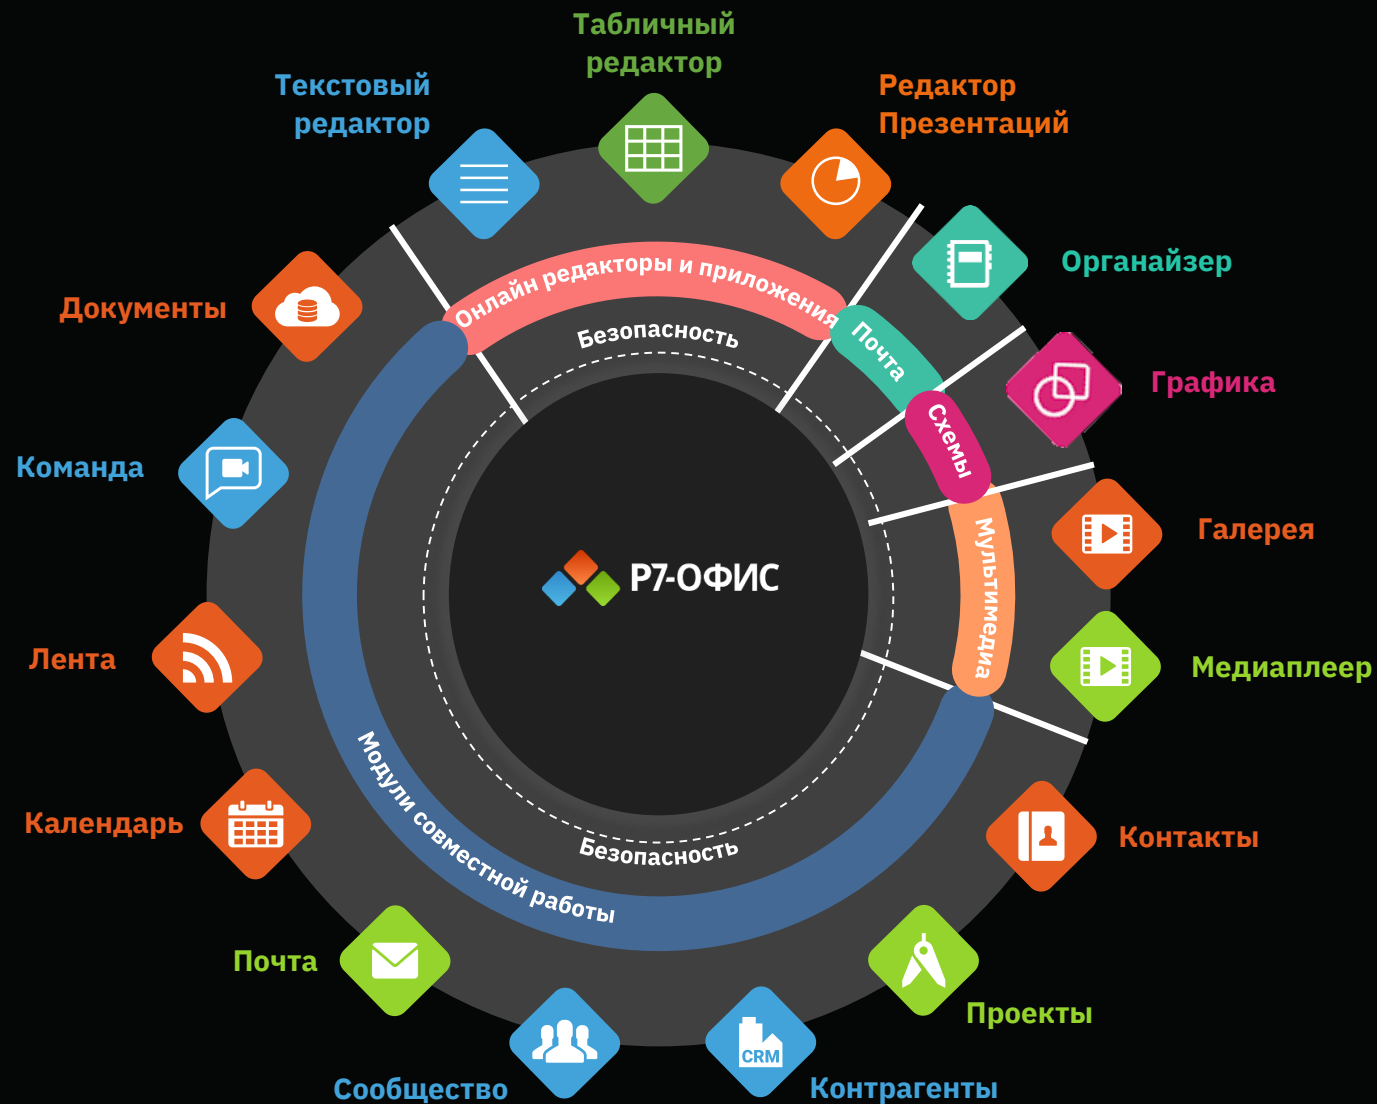 Табличный
редактор
Текстовый
редактор
Редактор
Презентаций
Органайзер
Онлайн редакторы и приложения
Документы
Безопасность
Почта
Графика
Схемы
Команда
Галерея
Мультимедиа
Р7-ОФИС
Лента
Медиаплеер
Модули совместной работы
Календарь
Контакты
Безопасность
Почта
Проекты
CRM
Сообщество
Контрагенты